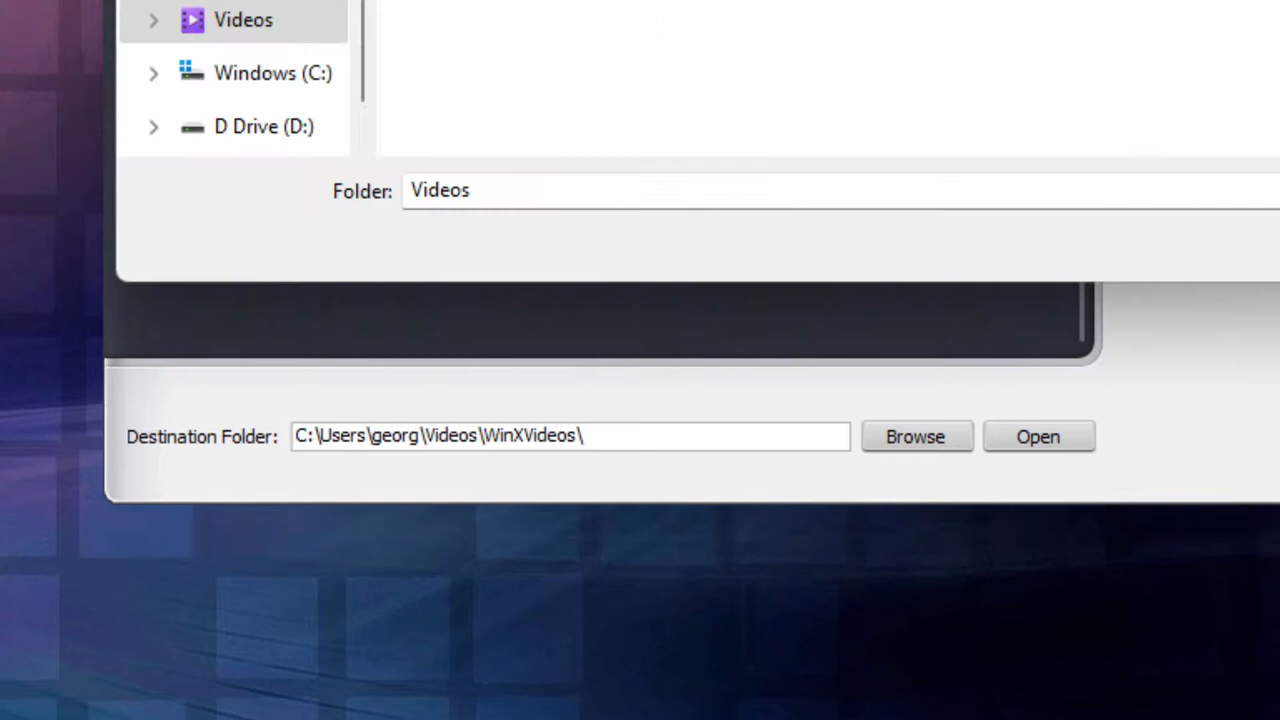 Videos
Windows (C:)
D Drive (D:)
Folder: Videos
Destination Folder: C:\Users\georg\Videos\WinXVideos\ Browse Open